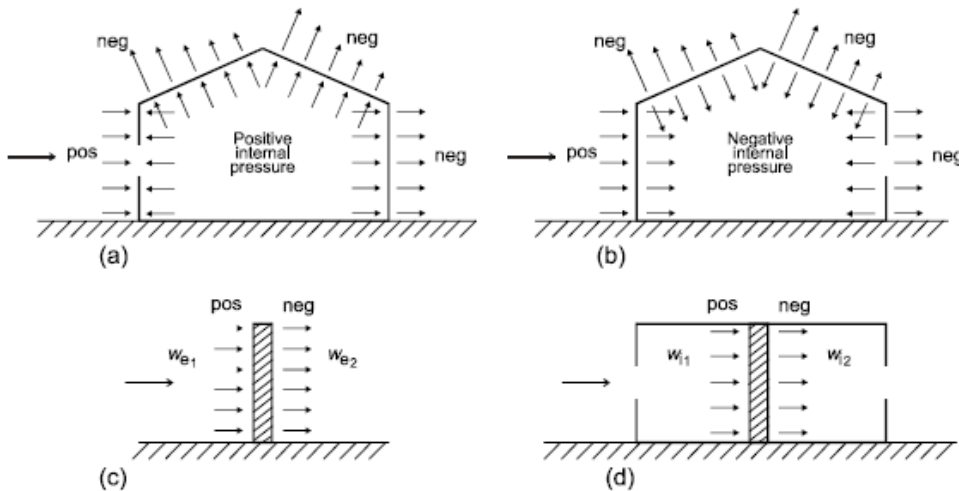 neg
neg
pos
Positive
internal
pressure
neg
(a)
neg
neg
pos
Negative
internal
pressure
neg
(b)
pos
neg
We1
We2
(c)
pos
neg
Wi1
Wi2
(d)